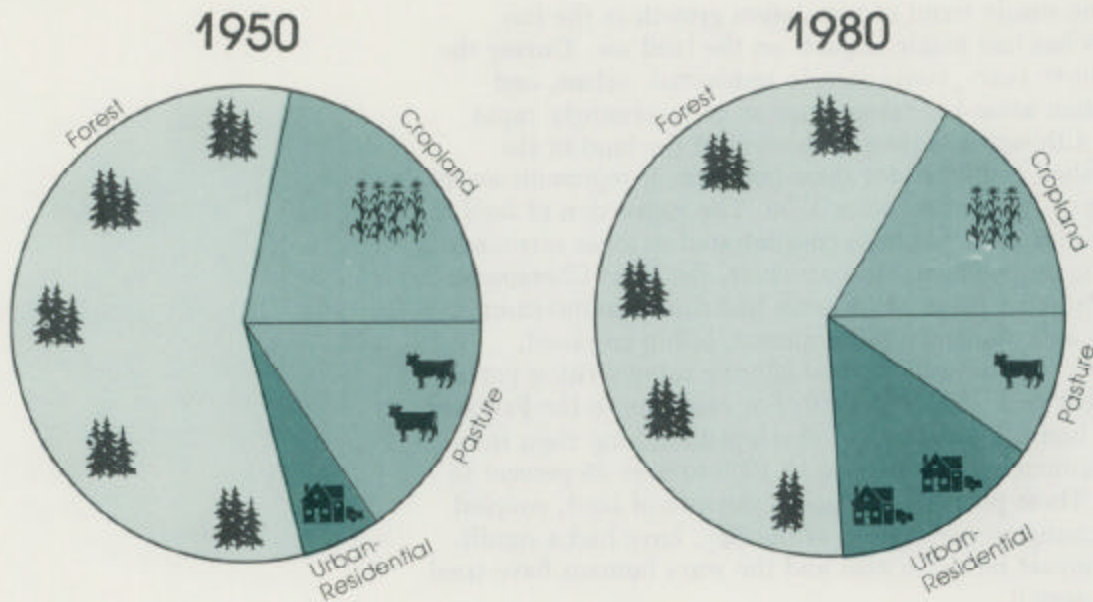 1950
Forest
Cropland
Pasture
Urban-
Residential
1980
Forest
Cropland
Pasture
Urban-
Residential